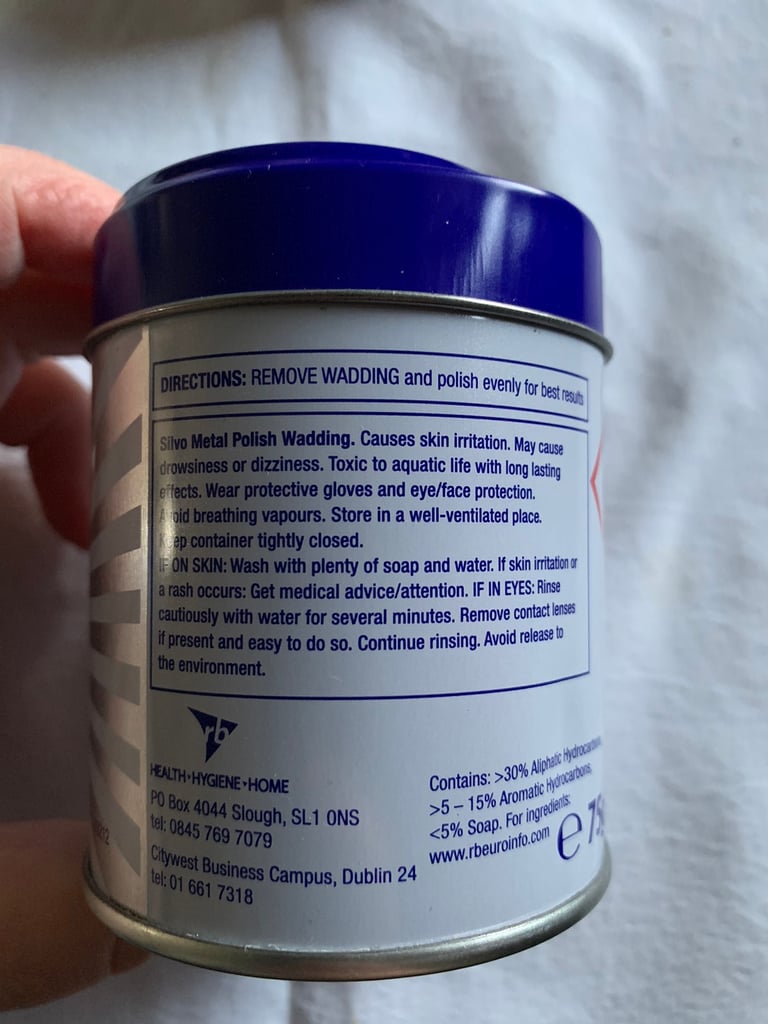 DIRECTIONS: REMOVE WADDING and polish evenly for best results
Silvo Metal Polish Wadding. Causes skin irritation. May cause
drowsiness or dizziness. Toxic to aquatic life with long lasting
effects. Wear protective gloves and eye/face protection.
Avoid breathing vapours. Store in a well-ventilated place.
Keep container tightly closed.
IF ON SKIN: Wash with plenty of soap and water. If skin irritation or
a rash occurs: Get medical advice/attention. IF IN EYES: Rinse
cautiously with water for several minutes. Remove contact lenses
if present and easy to do so. Continue rinsing. Avoid release to
the environment.
rb
HEALTH•HYGIENE•HOME
PO Box 4044 Slough, SL1 0NS
tel: 0845 769 7079
Citywest Business Campus, Dublin 24
tel: 01 661 7318
Contains: >30% Aliphatic Hydrocarbons,
>5 – 15% Aromatic Hydrocarbons,
<5% Soap. For ingredients:
www.rbeuroinfo.com
e 75